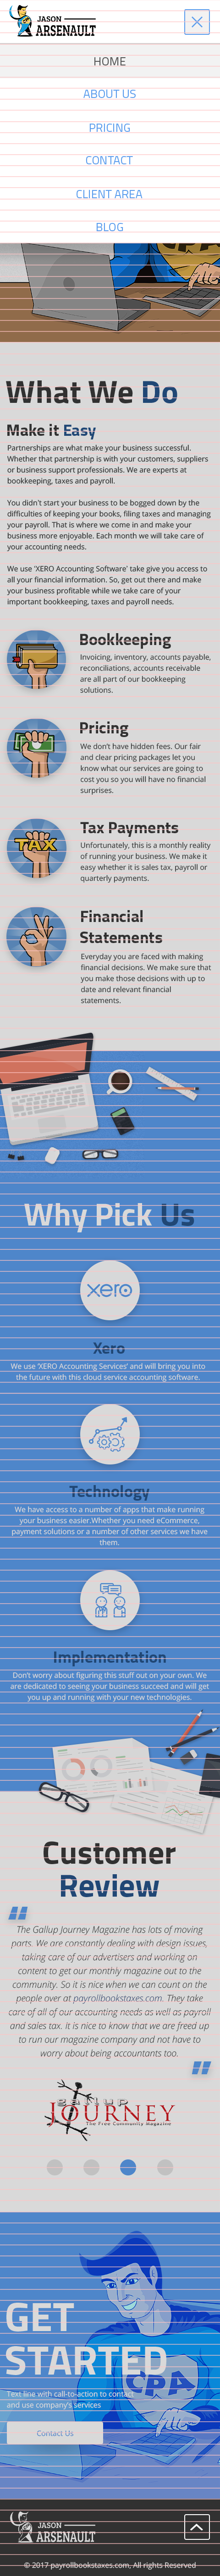 JASON
ARSENAULT
HOME
ABOUT US
PRICING
CONTACT
CLIENT AREA
BLOG
CPA
What We Do
Make it Easy
Partnerships are what make your business successful.
Whether that partnership is with your customers, suppliers
or business support professionals. We are experts at
bookkeeping, taxes and payroll.
You didn't start your business to be bogged down by the
difficulties of keeping your books, filing taxes and managing
your payroll. That is where we come in and make your
business more enjoyable. Each month we will take care of
your accounting needs.
We use 'XERO Accounting Software' take give you access to
all your financial information. So, get out there and make
your business profitable while we take care of your
important bookkeeping, taxes and payroll needs.
Bookkeeping
Invoicing, inventory, accounts payable,
reconciliations, accounts receivable
are all part of our bookkeeping
solutions.
Pricing
We don't have hidden fees. Our fair
and clear pricing packages let you
know what our services are going to
cost you so you will have no financial
surprises.
TAX
Tax Payments
Unfortunately, this is a monthly reality
of running your business. We make it
easy whether it is sales tax, payroll or
quarterly payments.
Financial
Statements
Everyday you are faced with making
financial decisions. We make sure that
you make those decisions with up to
date and relevant financial
statements.
Why Pick Us
xero
Xero
We use 'XERO Accounting Services' and will bring you into
the future with this cloud service accounting software.
Technology
We have access to a number of apps that make running
your business easier.Whether you need eCommerce,
payment solutions or a number of other services we have
them.
Implementation
Don't worry about figuring this stuff out on your own. We
are dedicated to seeing your business succeed and will get
you up and running with your new technologies.
Customer
Review
The Gallup Journey Magazine has lots of moving
parts. We are constantly dealing with design issues,
taking care of our advertisers and working on
content to get our monthly magazine out to the
community. So it is nice when we can count on the
people over at payrollbookstaxes.com. They take
care of all of our accounting needs as well as payroll
and sales tax. it is nice to know that we are freed up
to run our magazine company and not have to
worry about being accountants too.
gallup
JOURNEY
The Free Community Magazine
GET
STARTED
CPA
Text line with call-to-action to contact
and use company's services
Contact Us
JASON
ARSENAULT
© 2017 payrollbookstaxes.com, All rights Reserved